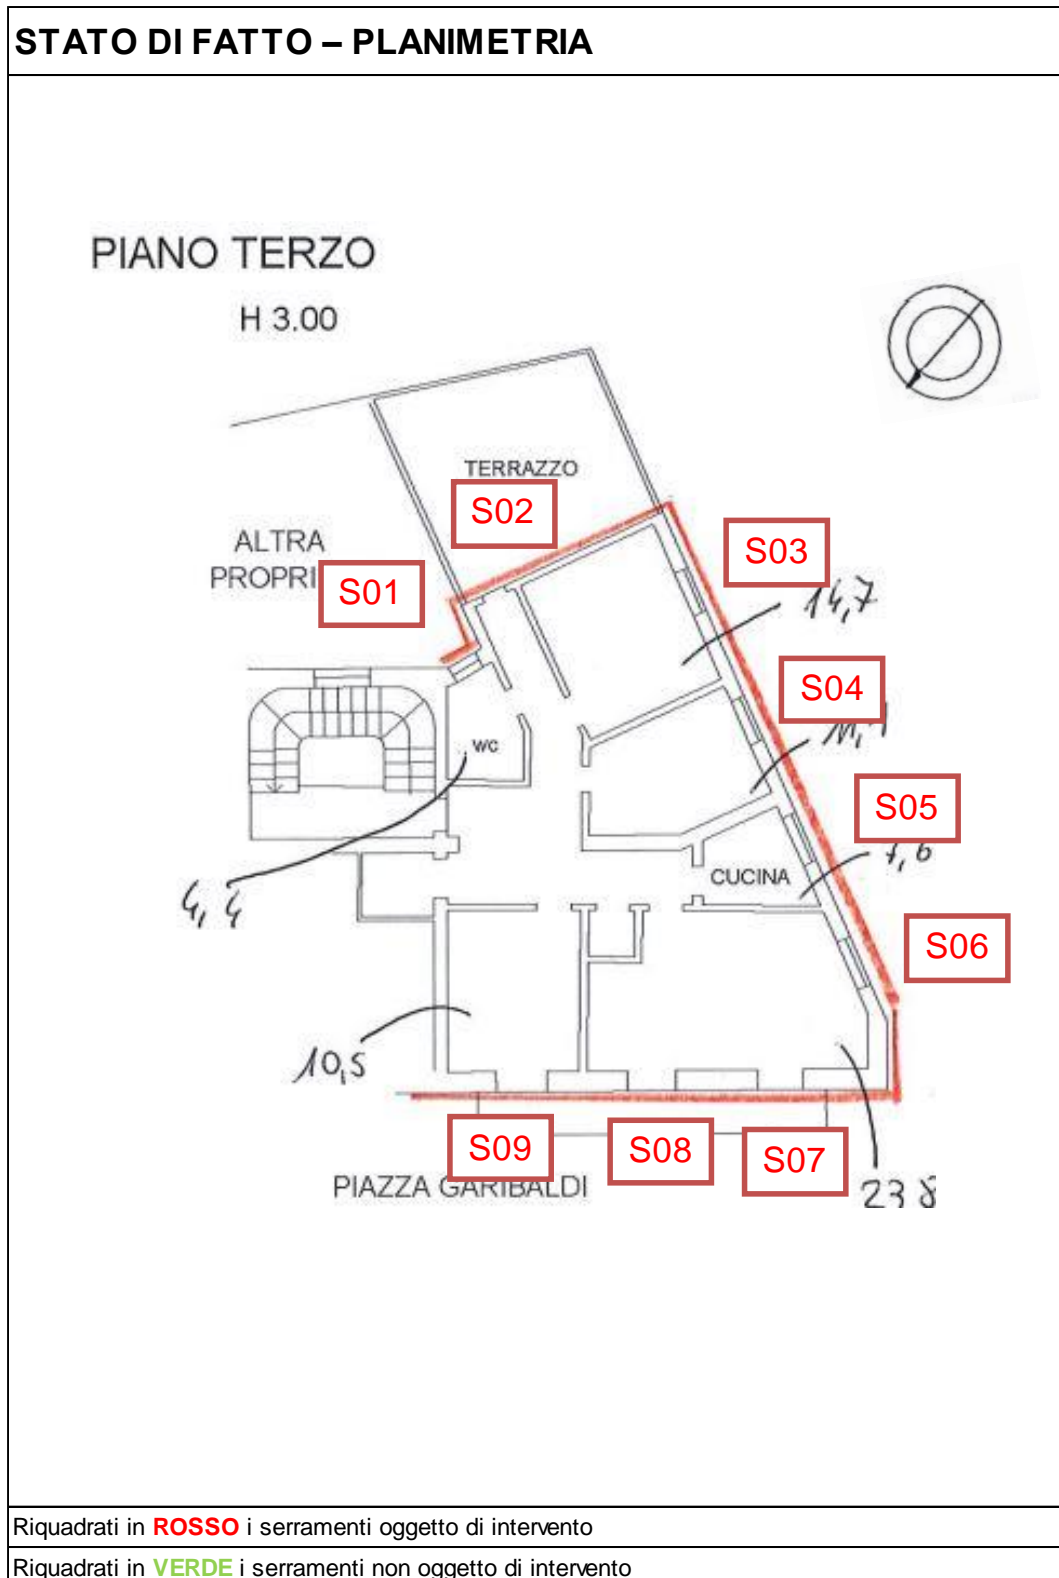 STATO DI FATTO – PLANIMETRIA
PIANO TERZO
H 3.00
TERRAZZO
S02
ALTRA
PROPRI
S01
S03
14,7
S04
WC
S05
7,6
CUCINA
4,4
S06
10,5
S09
S08
S07
PIAZZA GARIBALDI
23 8
Riquadrati in ROSSO i serramenti oggetto di intervento
Riquadrati in VERDE i serramenti non oggetto di intervento